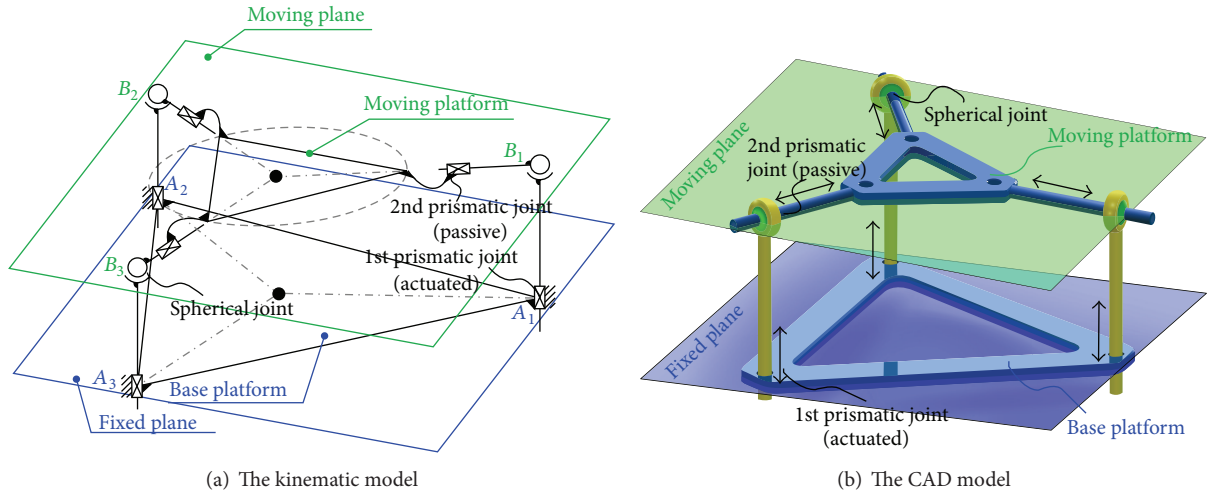 Moving plane
B2
Moving platform
B1
A2
2nd prismatic joint
(passive)
1st prismatic joint
(actuated)
B3
Spherical joint
A1
A3
Base platform
Fixed plane
(a) The kinematic model
Spherical joint
Moving plane
2nd prismatic
joint (passive)
Moving platform
Fixed plane
1st prismatic joint
(actuated)
Base platform
(b) The CAD model